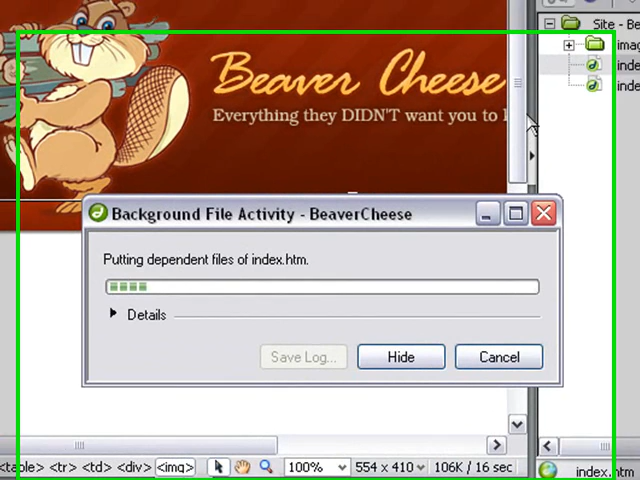 Site - Be
imag
Beaver Cheese
inde
inde
Everything they DIDN'T want you to
Background File Activity - BeaverCheese
Putting dependent files of index.htm.
Details
Save Log...
Hide
Cancel
<table> <tr> <td> <div> <img> 100% 554 x 410 106K / 16 sec
index.htm